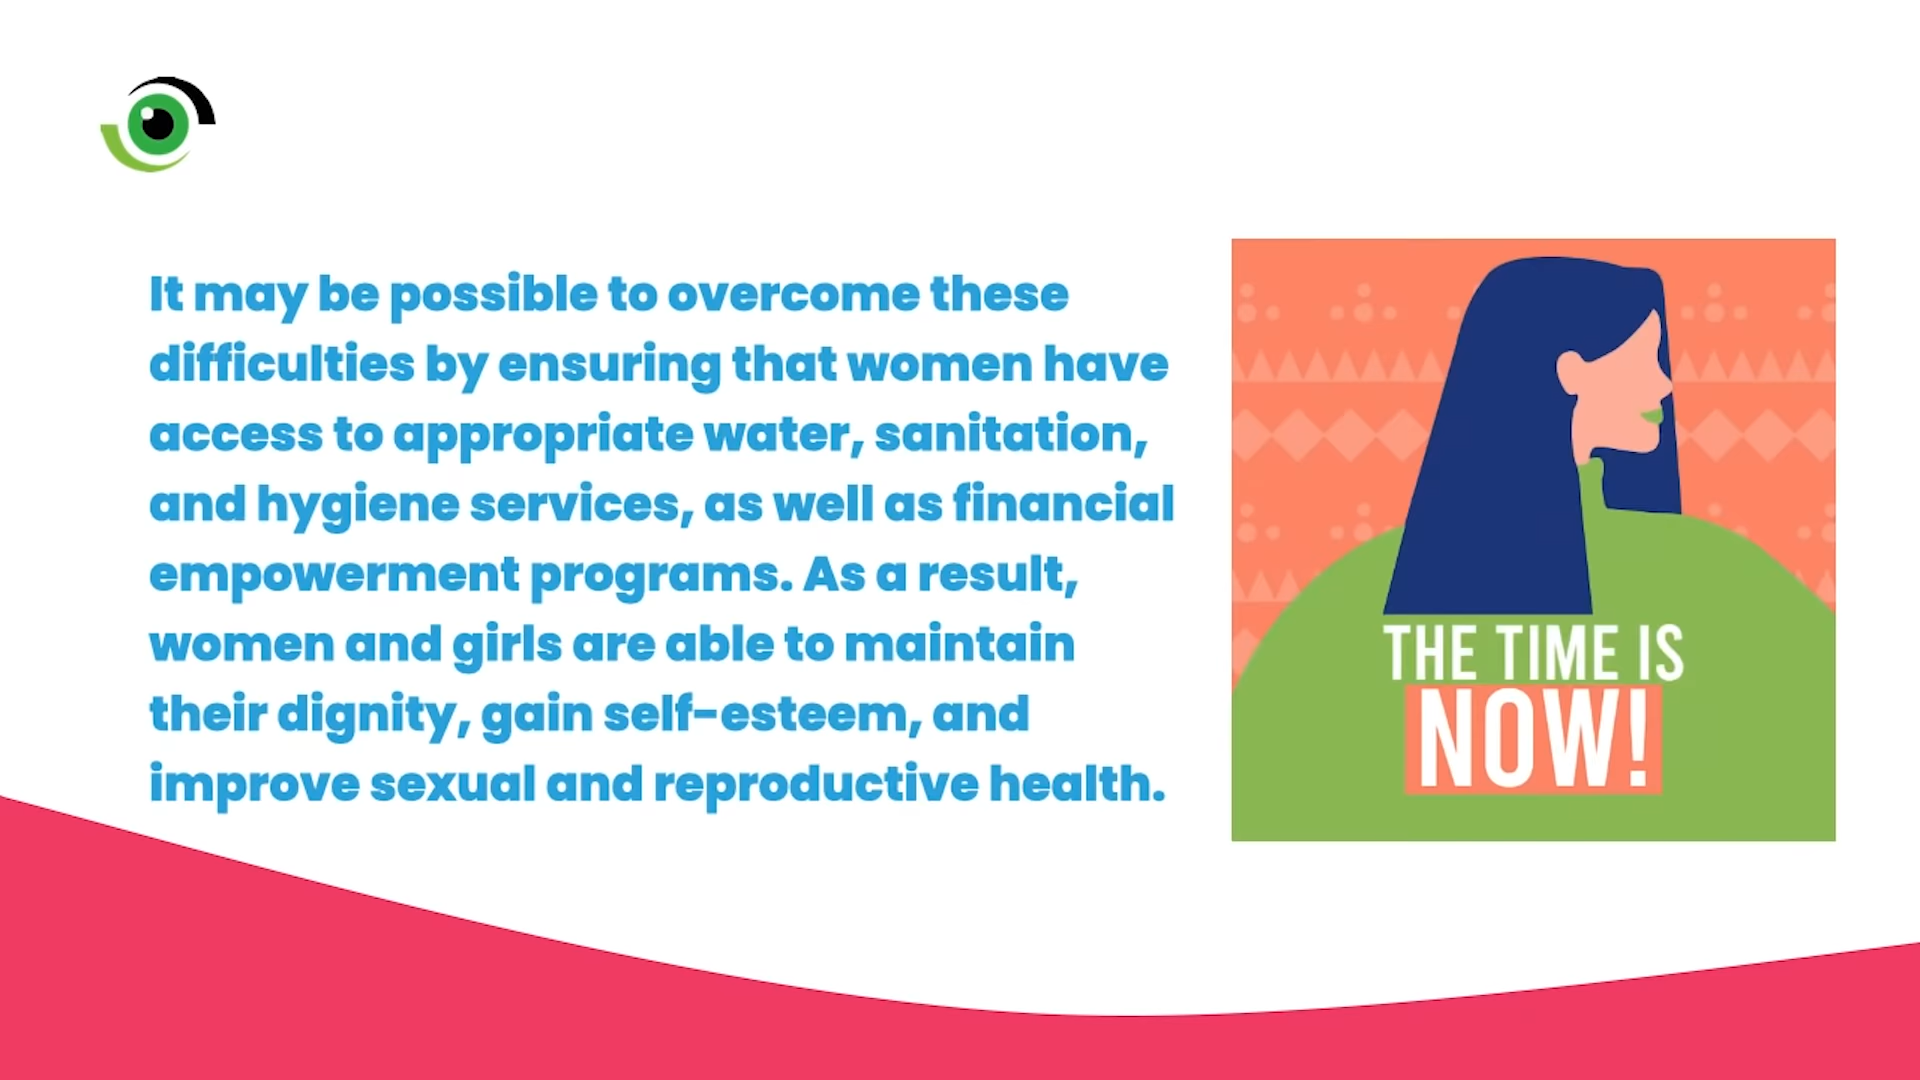 It may be possible to overcome these
difficulties by ensuring that women have
access to appropriate water, sanitation,
and hygiene services, as well as financial
empowerment programs. As a result,
women and girls are able to maintain
their dignity, gain self-esteem, and
improve sexual and reproductive health.
THE TIME IS
NOW!